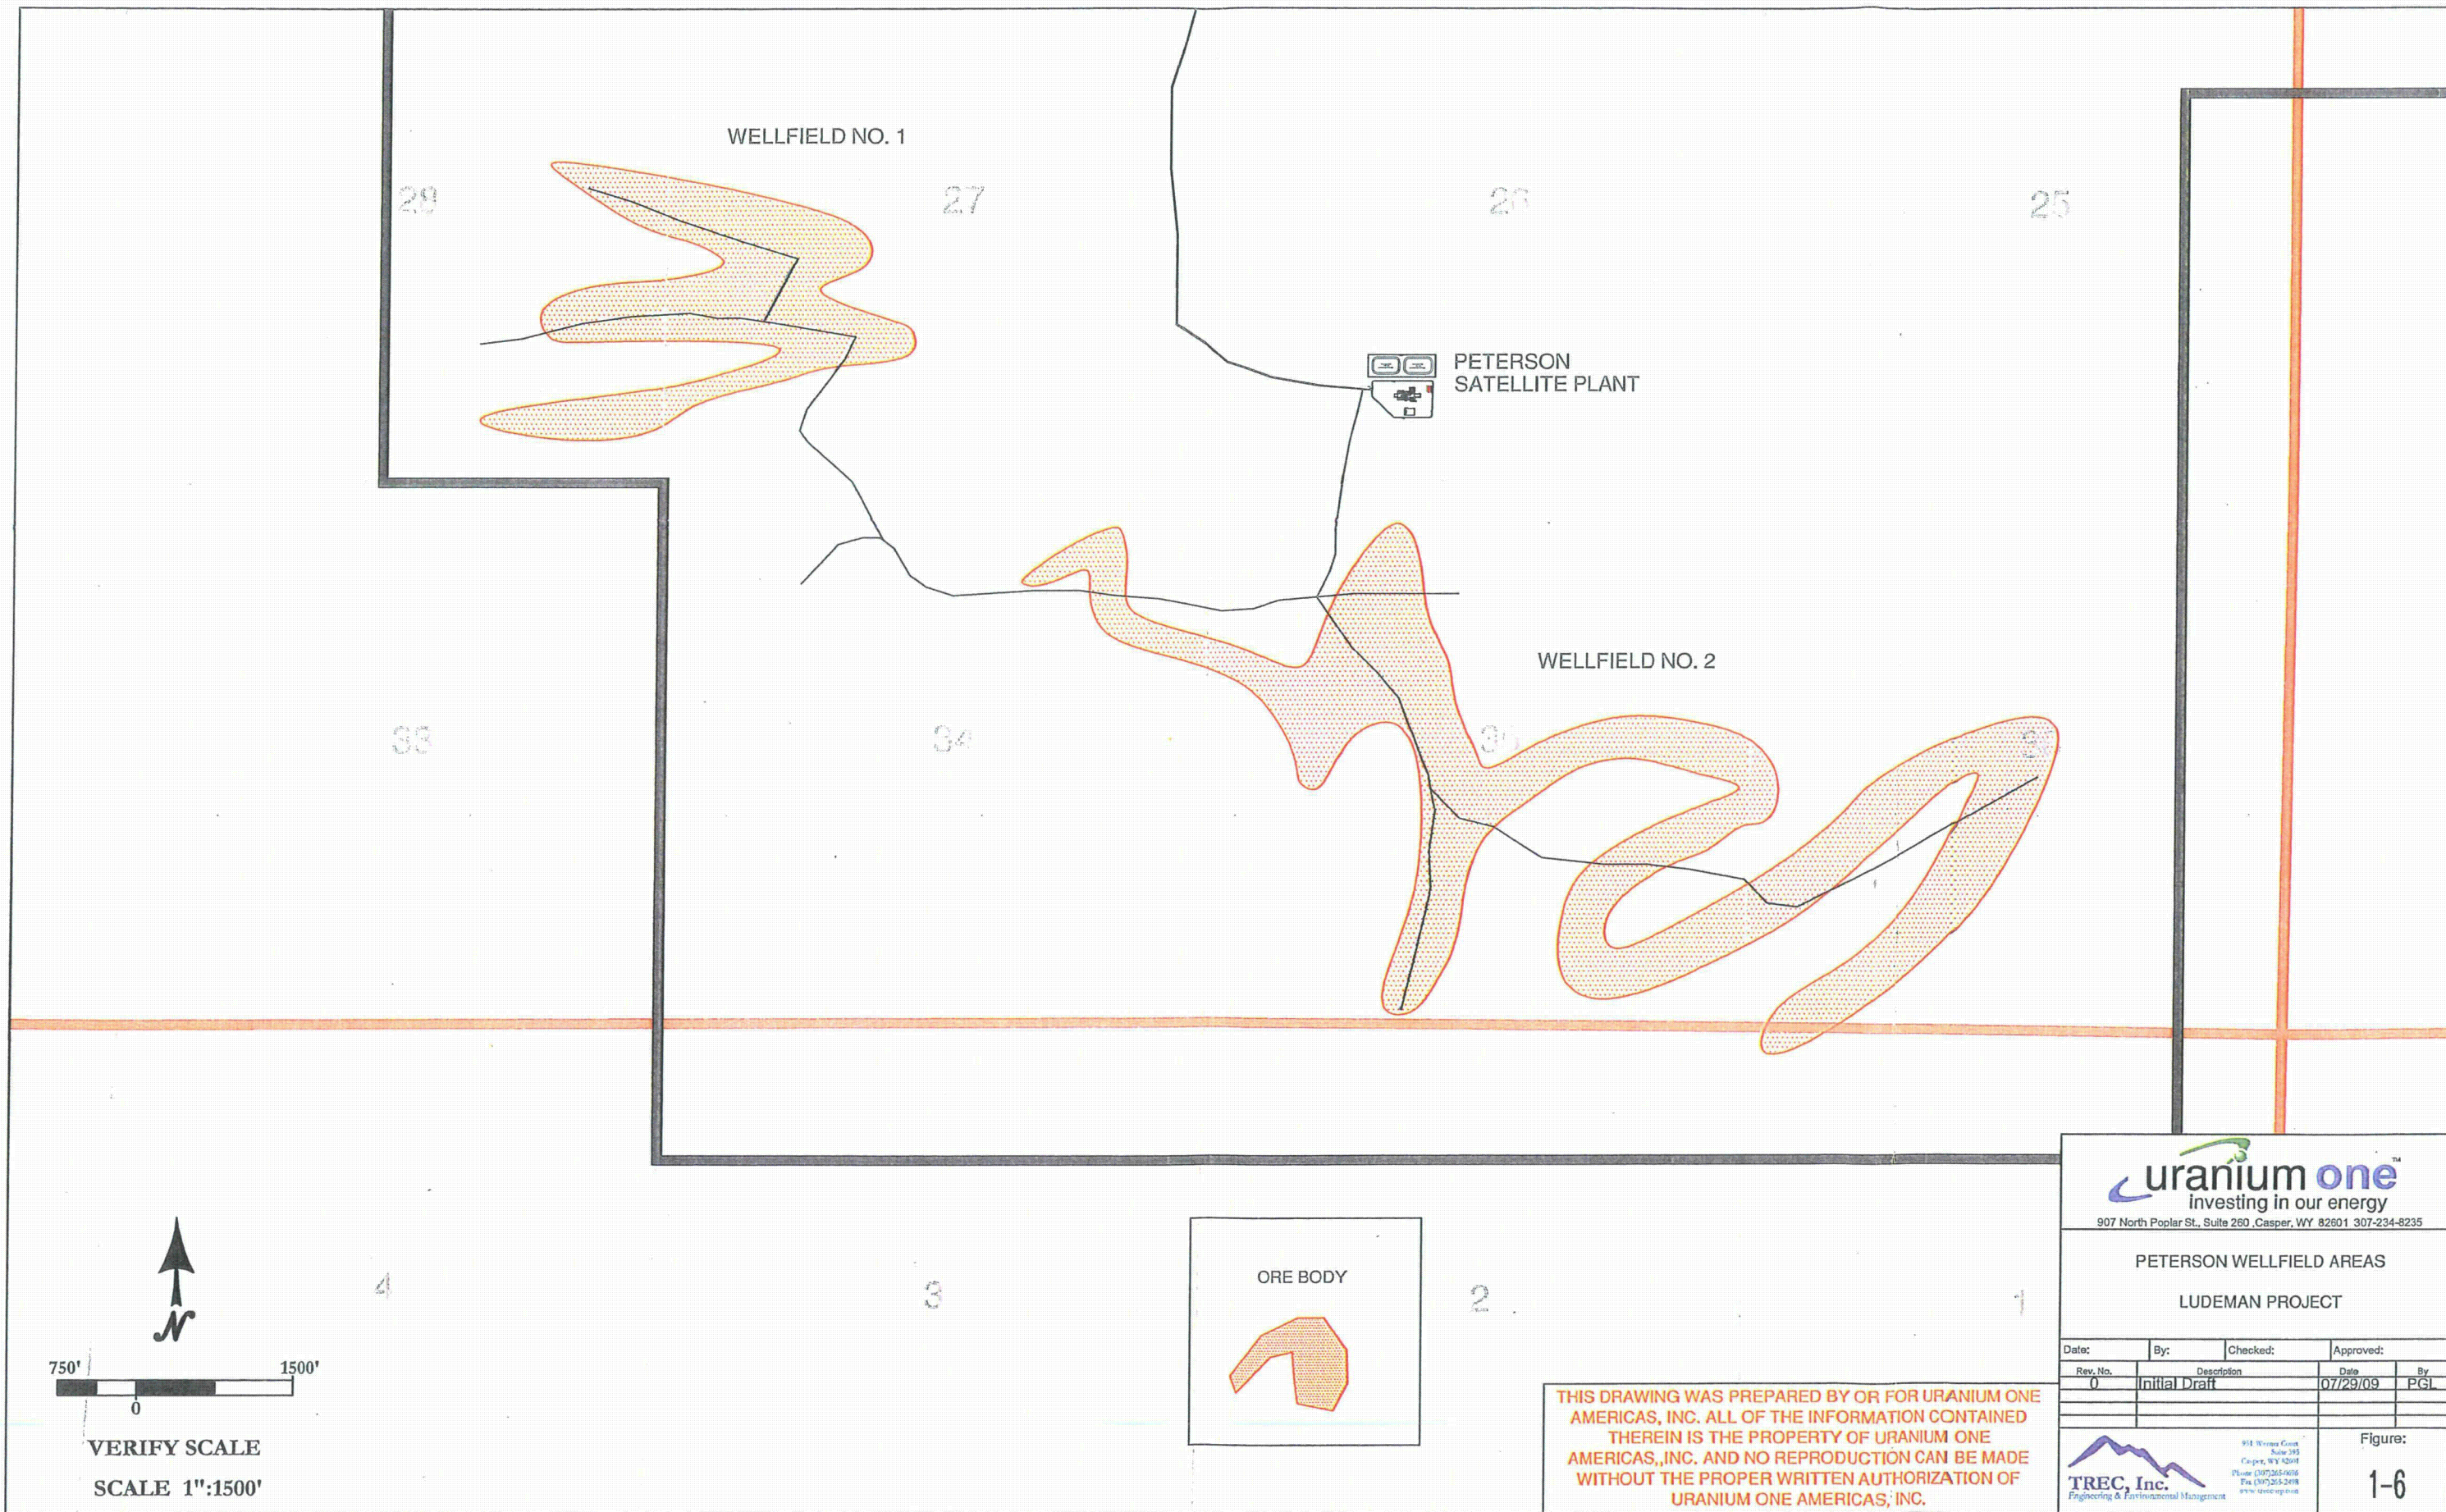 WELLFIELD NO. 1
28
27
26
25
PETERSON
SATELLITE PLANT
WELLFIELD NO. 2
33
34
4
3
2
1
ORE BODY
N
750' 1500'
0
VERIFY SCALE
SCALE 1":1500'
THIS DRAWING WAS PREPARED BY OR FOR URANIUM ONE
AMERICAS, INC. ALL OF THE INFORMATION CONTAINED
THEREIN IS THE PROPERTY OF URANIUM ONE
AMERICAS,,INC. AND NO REPRODUCTION CAN BE MADE
WITHOUT THE PROPER WRITTEN AUTHORIZATION OF
URANIUM ONE AMERICAS, INC.
uranium one™
investing in our energy
907 North Poplar St., Suite 260 ,Casper, WY 82601 307-234-8235
PETERSON WELLFIELD AREAS
LUDEMAN PROJECT
Date: By: Checked: Approved:
Rev. No. Description Date By
0 Initial Draft 07/29/09 PGL
TREC, Inc.
Engineering & Environmental Management
Figure:
1-6